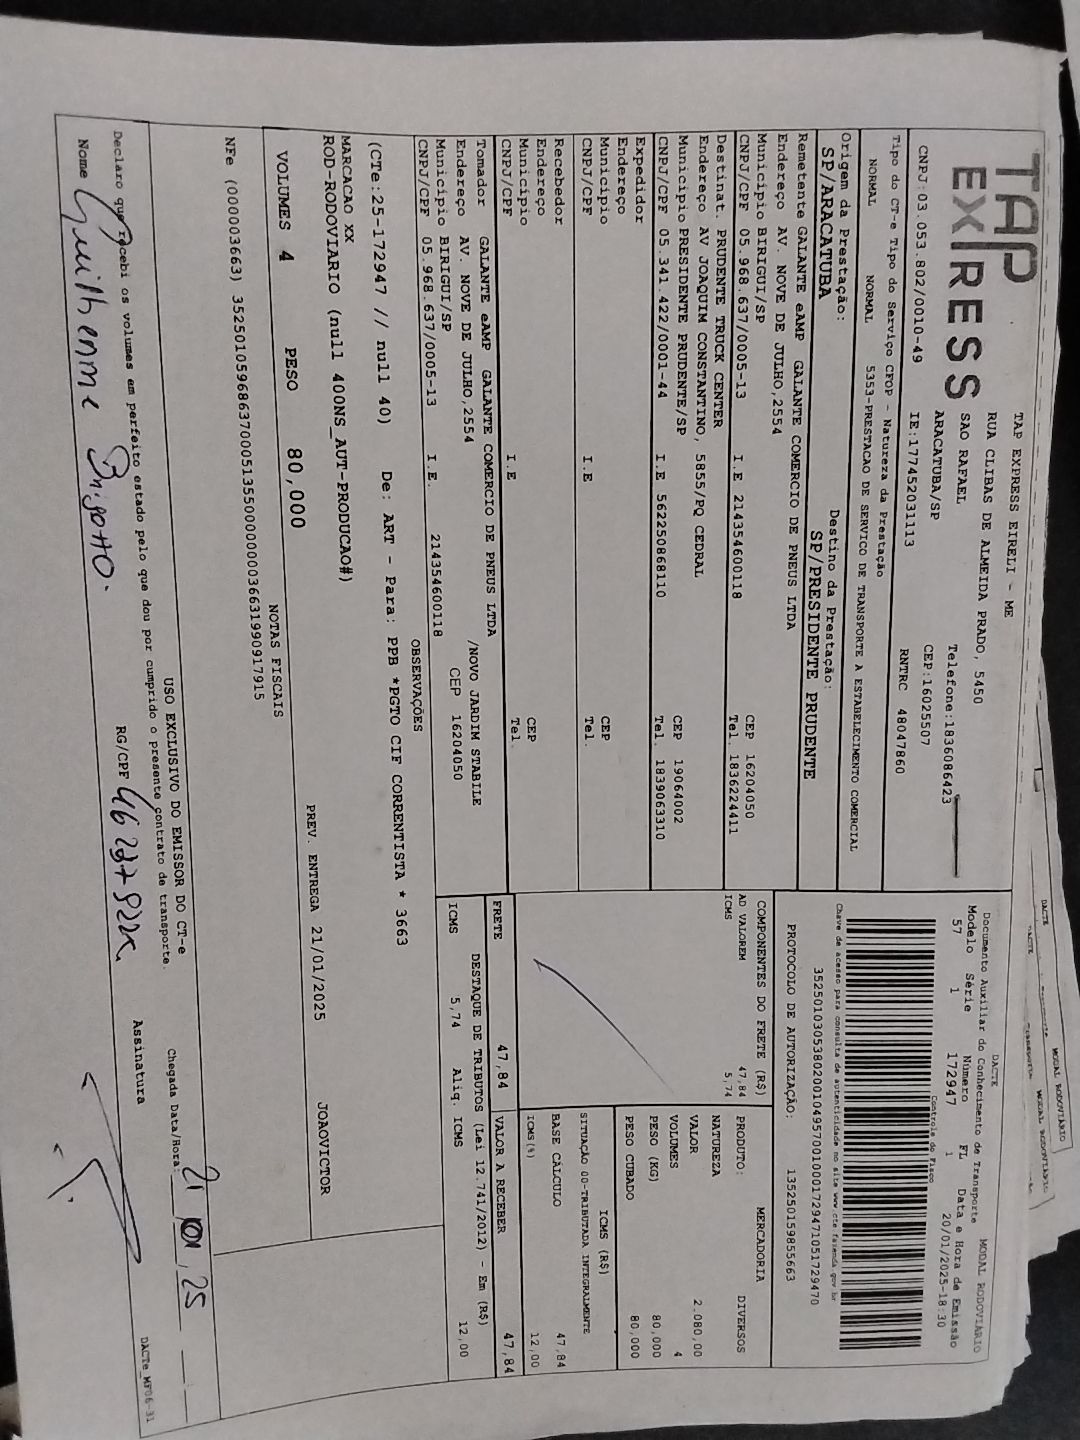 TAP
EXPRESS
TAP EXPRESS EIRELI - ME
RUA CLIBAS DE ALMEIDA PRADO, 5450
SAO RAFAEL Telefone:1836086423
ARACATUBA/SP CEP:16025507
CNPJ:03.053.802/0010-49 IE:177452031113 RNTRC 48047860
DACTE
Documento Auxiliar do Conhecimento de Transporte
MODAL RODOVIÁRIO
Modelo Série Número FL Data e Hora de Emissão
57 1 172947 1 20/01/2025-18:30
Controle do Fisco
Chave de acesso para consulta de autenticidade no site www.cte.fazenda.gov.br
35250103053802001049570010001729471051729470
PROTOCOLO DE AUTORIZAÇÃO: 135250159855663
Tipo do CT-e Tipo do Serviço CFOP - Natureza da Prestação
NORMAL NORMAL 5353-PRESTACAO DE SERVICO DE TRANSPORTE A ESTABELECIMENTO COMERCIAL
Origem da Prestação: Destino da Prestação:
SP/ARACATUBA SP/PRESIDENTE PRUDENTE
Remetente GALANTE eAMP GALANTE COMERCIO DE PNEUS LTDA
Endereço AV. NOVE DE JULHO,2554
Município BIRIGUI/SP CEP 16204050
CNPJ/CPF 05.968.637/0005-13 I.E 214354600118 Tel. 1836224411
Destinat. PRUDENTE TRUCK CENTER
Endereço AV JOAQUIM CONSTANTINO, 5855/PQ CEDRAL
Município PRESIDENTE PRUDENTE/SP CEP 19064002
CNPJ/CPF 05.341.422/0001-44 I.E 562250868110 Tel. 1839063310
Expedidor
Endereço
Município CEP
CNPJ/CPF I.E Tel.
Recebedor
Endereço
Município CEP
CNPJ/CPF I.E Tel.
Tomador GALANTE eAMP GALANTE COMERCIO DE PNEUS LTDA
Endereço AV. NOVE DE JULHO,2554 /NOVO JARDIM STABILE
Município BIRIGUI/SP CEP 16204050
CNPJ/CPF 05.968.637/0005-13 I.E. 214354600118
COMPONENTES DO FRETE (R$)
AD VALOREM 47,84
ICMS 5,74
PRODUTO: MERCADORIA
NATUREZA DIVERSOS
VALOR 2.080,00
VOLUMES 4
PESO (KG) 80,000
PESO CUBADO 80,000
ICMS (R$)
SITUAÇÃO 00-TRIBUTADA INTEGRALMENTE
BASE CÁLCULO 47,84
ICMS(%) 12,00
FRETE 47,84 VALOR A RECEBER 47,84
DESTAQUE DE TRIBUTOS (Lei 12.741/2012) - Em (R$)
ICMS 5,74 Aliq. ICMS 12,00
OBSERVAÇÕES
(CTe:25-172947 // null 40) De: ART - Para: PPB *PGTO CIF CORRENTISTA * 3663
MARCACAO XX
ROD-RODOVIARIO (null 400NS_AUT-PRODUCAO#)
VOLUMES 4 PESO 80,000 PREV. ENTREGA 21/01/2025 JOAOVICTOR
NOTAS FISCAIS
NFe (000003663) 35250105968637000513550000000036631990917915
USO EXCLUSIVO DO EMISSOR DO CT-e
Declaro que recebi os volumes em perfeito estado pelo que dou por cumprido o presente contrato de transporte.
Chegada Data/Hora: 21 01 25
Nome Guilherme Brigatto. RG/CPF Assinatura
DACTe_MF06-31
DACTE
MODAL RODOVIÁRIO